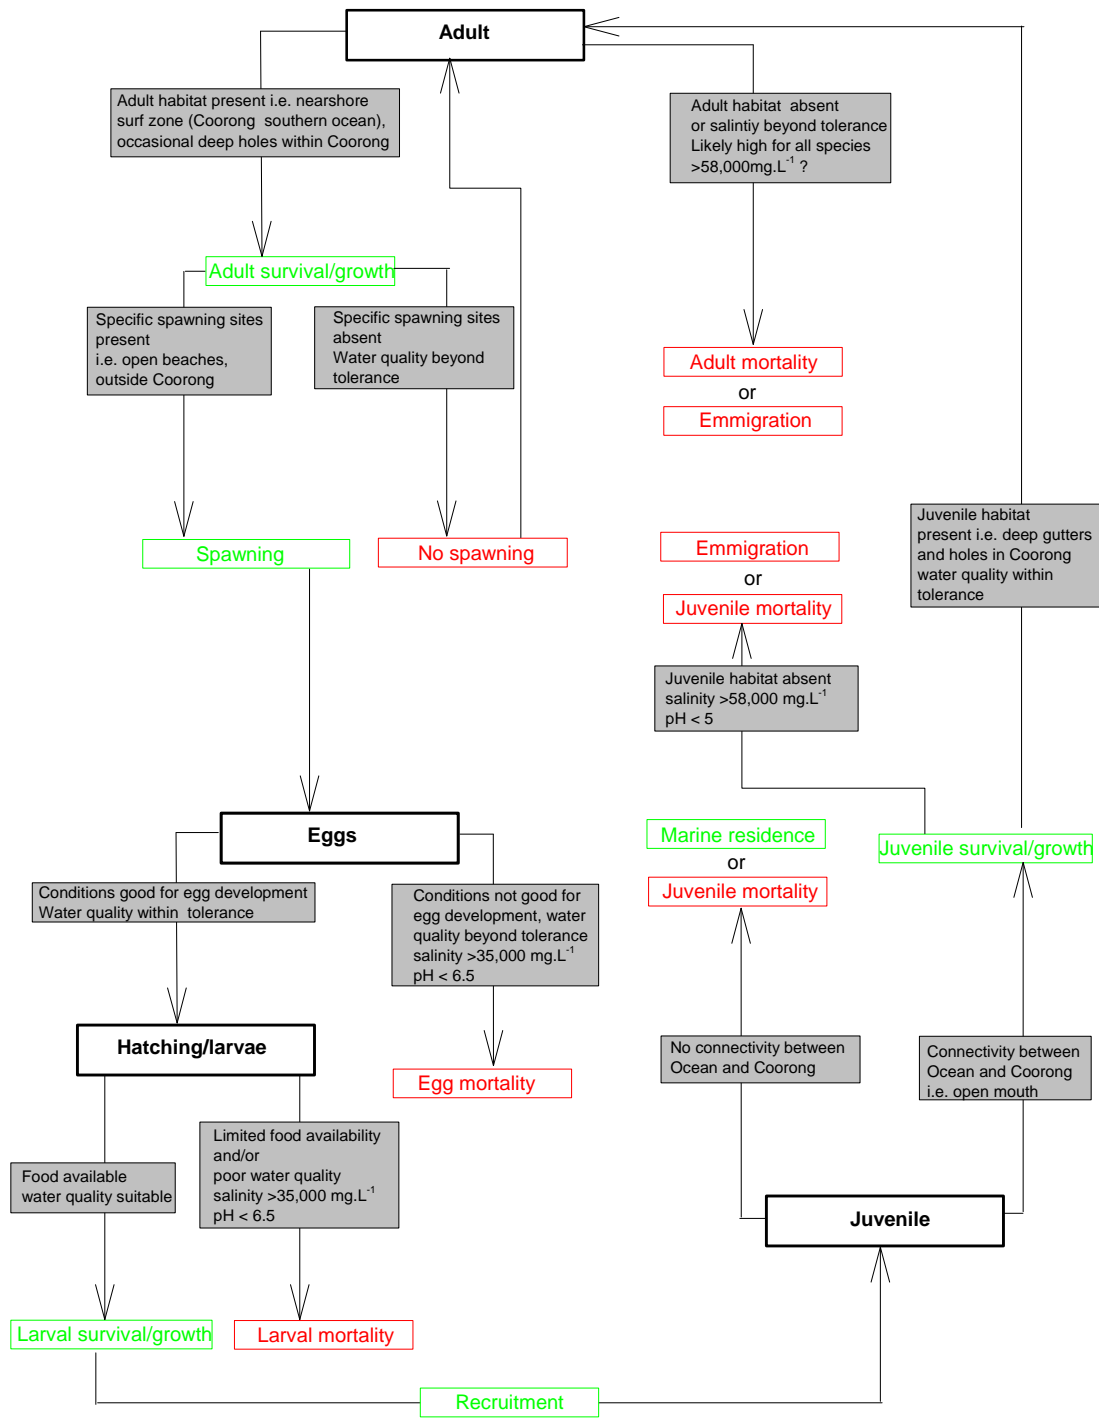 Adult
Adult habitat present i.e. nearshore
surf zone (Coorong southern ocean),
occasional deep holes within Coorong
Adult habitat absent
or salintiy beyond tolerance
Likely high for all species
>58,000mg.L⁻¹ ?
Adult survival/growth
Specific spawning sites
present
i.e. open beaches,
outside Coorong
Specific spawning sites
absent
Water quality beyond
tolerance
Adult mortality
or
Emmigration
Spawning
No spawning
Juvenile habitat
present i.e. deep gutters
and holes in Coorong
water quality within
tolerance
Emmigration
or
Juvenile mortality
Juvenile habitat absent
salinity >58,000 mg.L⁻¹
pH < 5
Eggs
Marine residence
or
Juvenile mortality
Juvenile survival/growth
Conditions good for egg development
Water quality within tolerance
Conditions not good for
egg development, water
quality beyond tolerance
salinity >35,000 mg.L⁻¹
pH < 6.5
Hatching/larvae
Egg mortality
No connectivity between
Ocean and Coorong
Connectivity between
Ocean and Coorong
i.e. open mouth
Food available
water quality suitable
Limited food availability
and/or
poor water quality
salinity >35,000 mg.L⁻¹
pH < 6.5
Juvenile
Larval survival/growth
Larval mortality
Recruitment